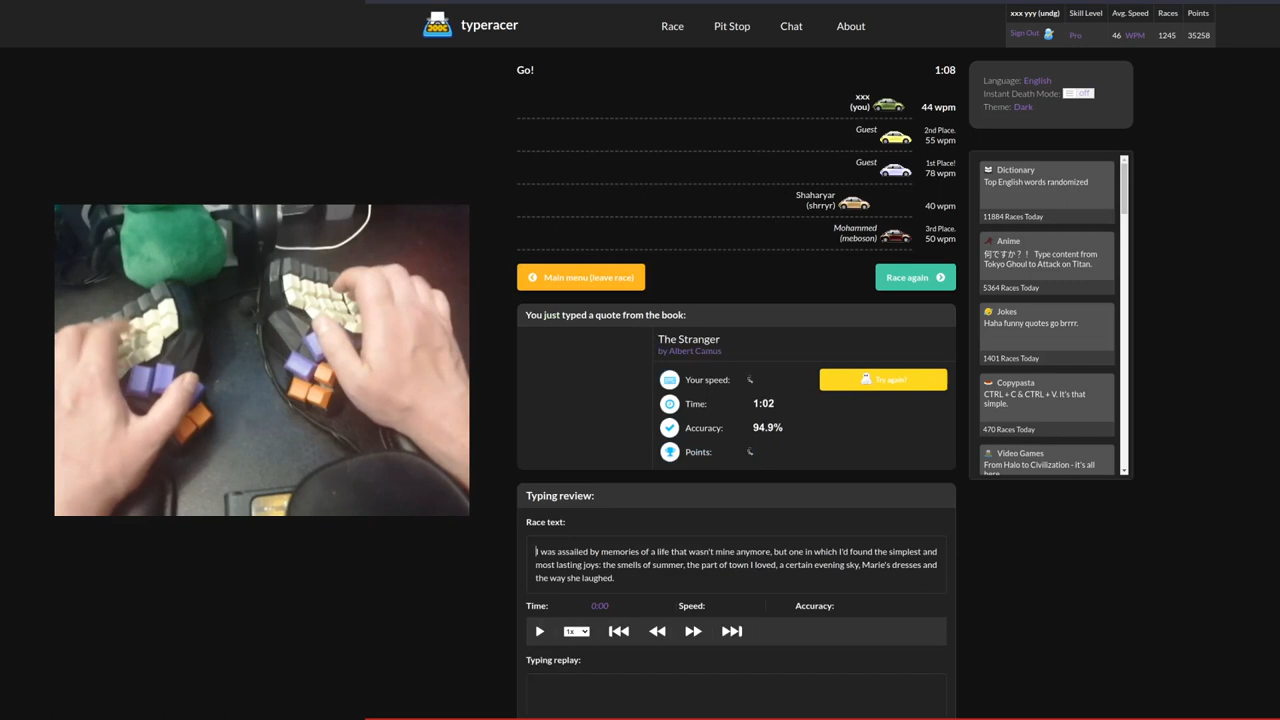 typeracer
Race
Pit Stop
Chat
About
xxx yyy (undg)
Skill Level
Avg. Speed
Races
Points
Sign Out
Pro
46 WPM
1245
35258
Go!
1:08
xxx
(you)
44 wpm
Guest
2nd Place.
55 wpm
Guest
1st Place!
78 wpm
Shaharyar
(shrryr)
40 wpm
Mohammed
(meboson)
3rd Place.
50 wpm
Main menu (leave race)
Race again
You just typed a quote from the book:
The Stranger
by Albert Camus
Your speed:
Try again?
Time:
1:02
Accuracy:
94.9%
Points:
Typing review:
Race text:
I was assailed by memories of a life that wasn't mine anymore, but one in which I'd found the simplest and
most lasting joys: the smells of summer, the part of town I loved, a certain evening sky, Marie's dresses and
the way she laughed.
Time:
0:00
Speed:
Accuracy:
1x
Typing replay:
Language: English
Instant Death Mode: off
Theme: Dark
Dictionary
Top English words randomized
11884 Races Today
Anime
何ですか？！ Type content from
Tokyo Ghoul to Attack on Titan.
5364 Races Today
Jokes
Haha funny quotes go brrrr.
1401 Races Today
Copypasta
CTRL + C & CTRL + V. It's that
simple.
470 Races Today
Video Games
From Halo to Civilization - it's all
here.